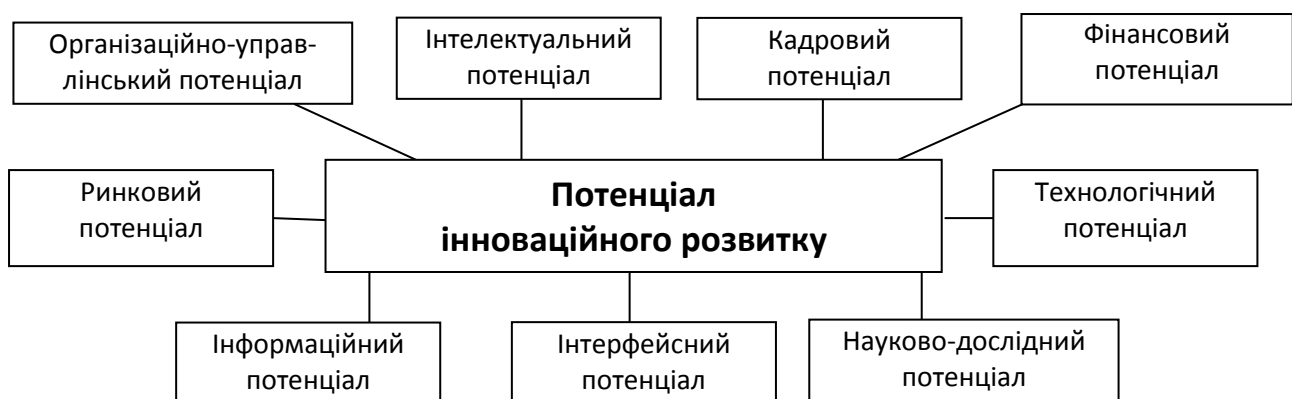 Організаційно-управ-
лінський потенціал
Інтелектуальний
потенціал
Кадровий
потенціал
Фінансовий
потенціал
Ринковий
потенціал
Потенціал
інноваційного розвитку
Технологічний
потенціал
Інформаційний
потенціал
Інтерфейсний
потенціал
Науково-дослідний
потенціал